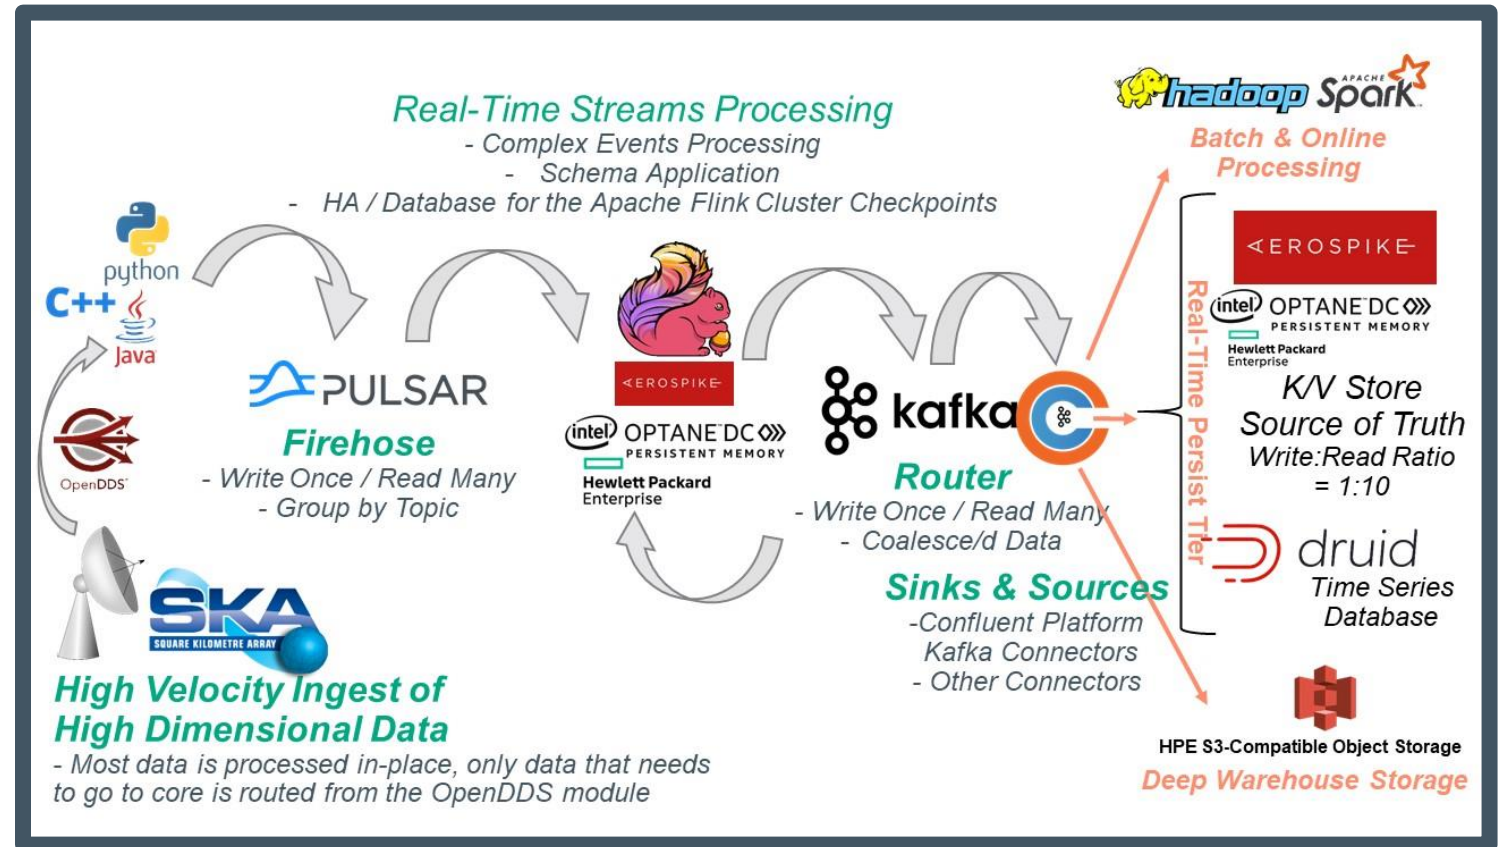 Real-Time Streams Processing
- Complex Events Processing
- Schema Application
- HA / Database for the Apache Flink Cluster Checkpoints
python
C++
Java
OpenDDS
SKA
SQUARE KILOMETRE ARRAY
High Velocity Ingest of
High Dimensional Data
- Most data is processed in-place, only data that needs
to go to core is routed from the OpenDDS module
PULSAR
Firehose
- Write Once / Read Many
- Group by Topic
AEROSPIKE
intel OPTANE DC
PERSISTENT MEMORY
Hewlett Packard
Enterprise
kafka
Router
- Write Once / Read Many
- Coalesce/d Data
Sinks & Sources
-Confluent Platform
Kafka Connectors
- Other Connectors
hadoop
APACHE
Spark
Batch & Online
Processing
Real-Time Persist Tier
AEROSPIKE
intel OPTANE DC
PERSISTENT MEMORY
Hewlett Packard
Enterprise
K/V Store
Source of Truth
Write:Read Ratio
= 1:10
druid
Time Series
Database
HPE S3-Compatible Object Storage
Deep Warehouse Storage